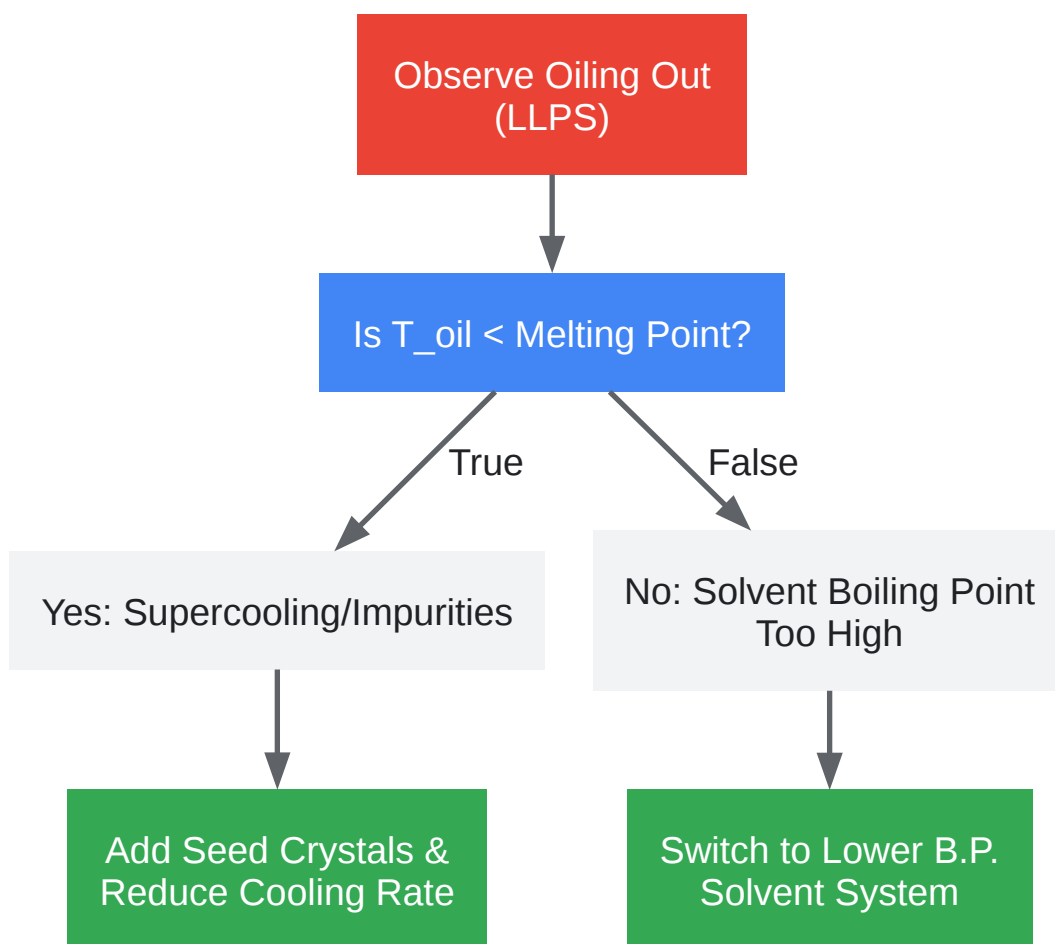 Observe Oiling Out
(LLPS)
Is T_oil < Melting Point?
True
False
Yes: Supercooling/Impurities
No: Solvent Boiling Point
Too High
Add Seed Crystals &
Reduce Cooling Rate
Switch to Lower B.P.
Solvent System